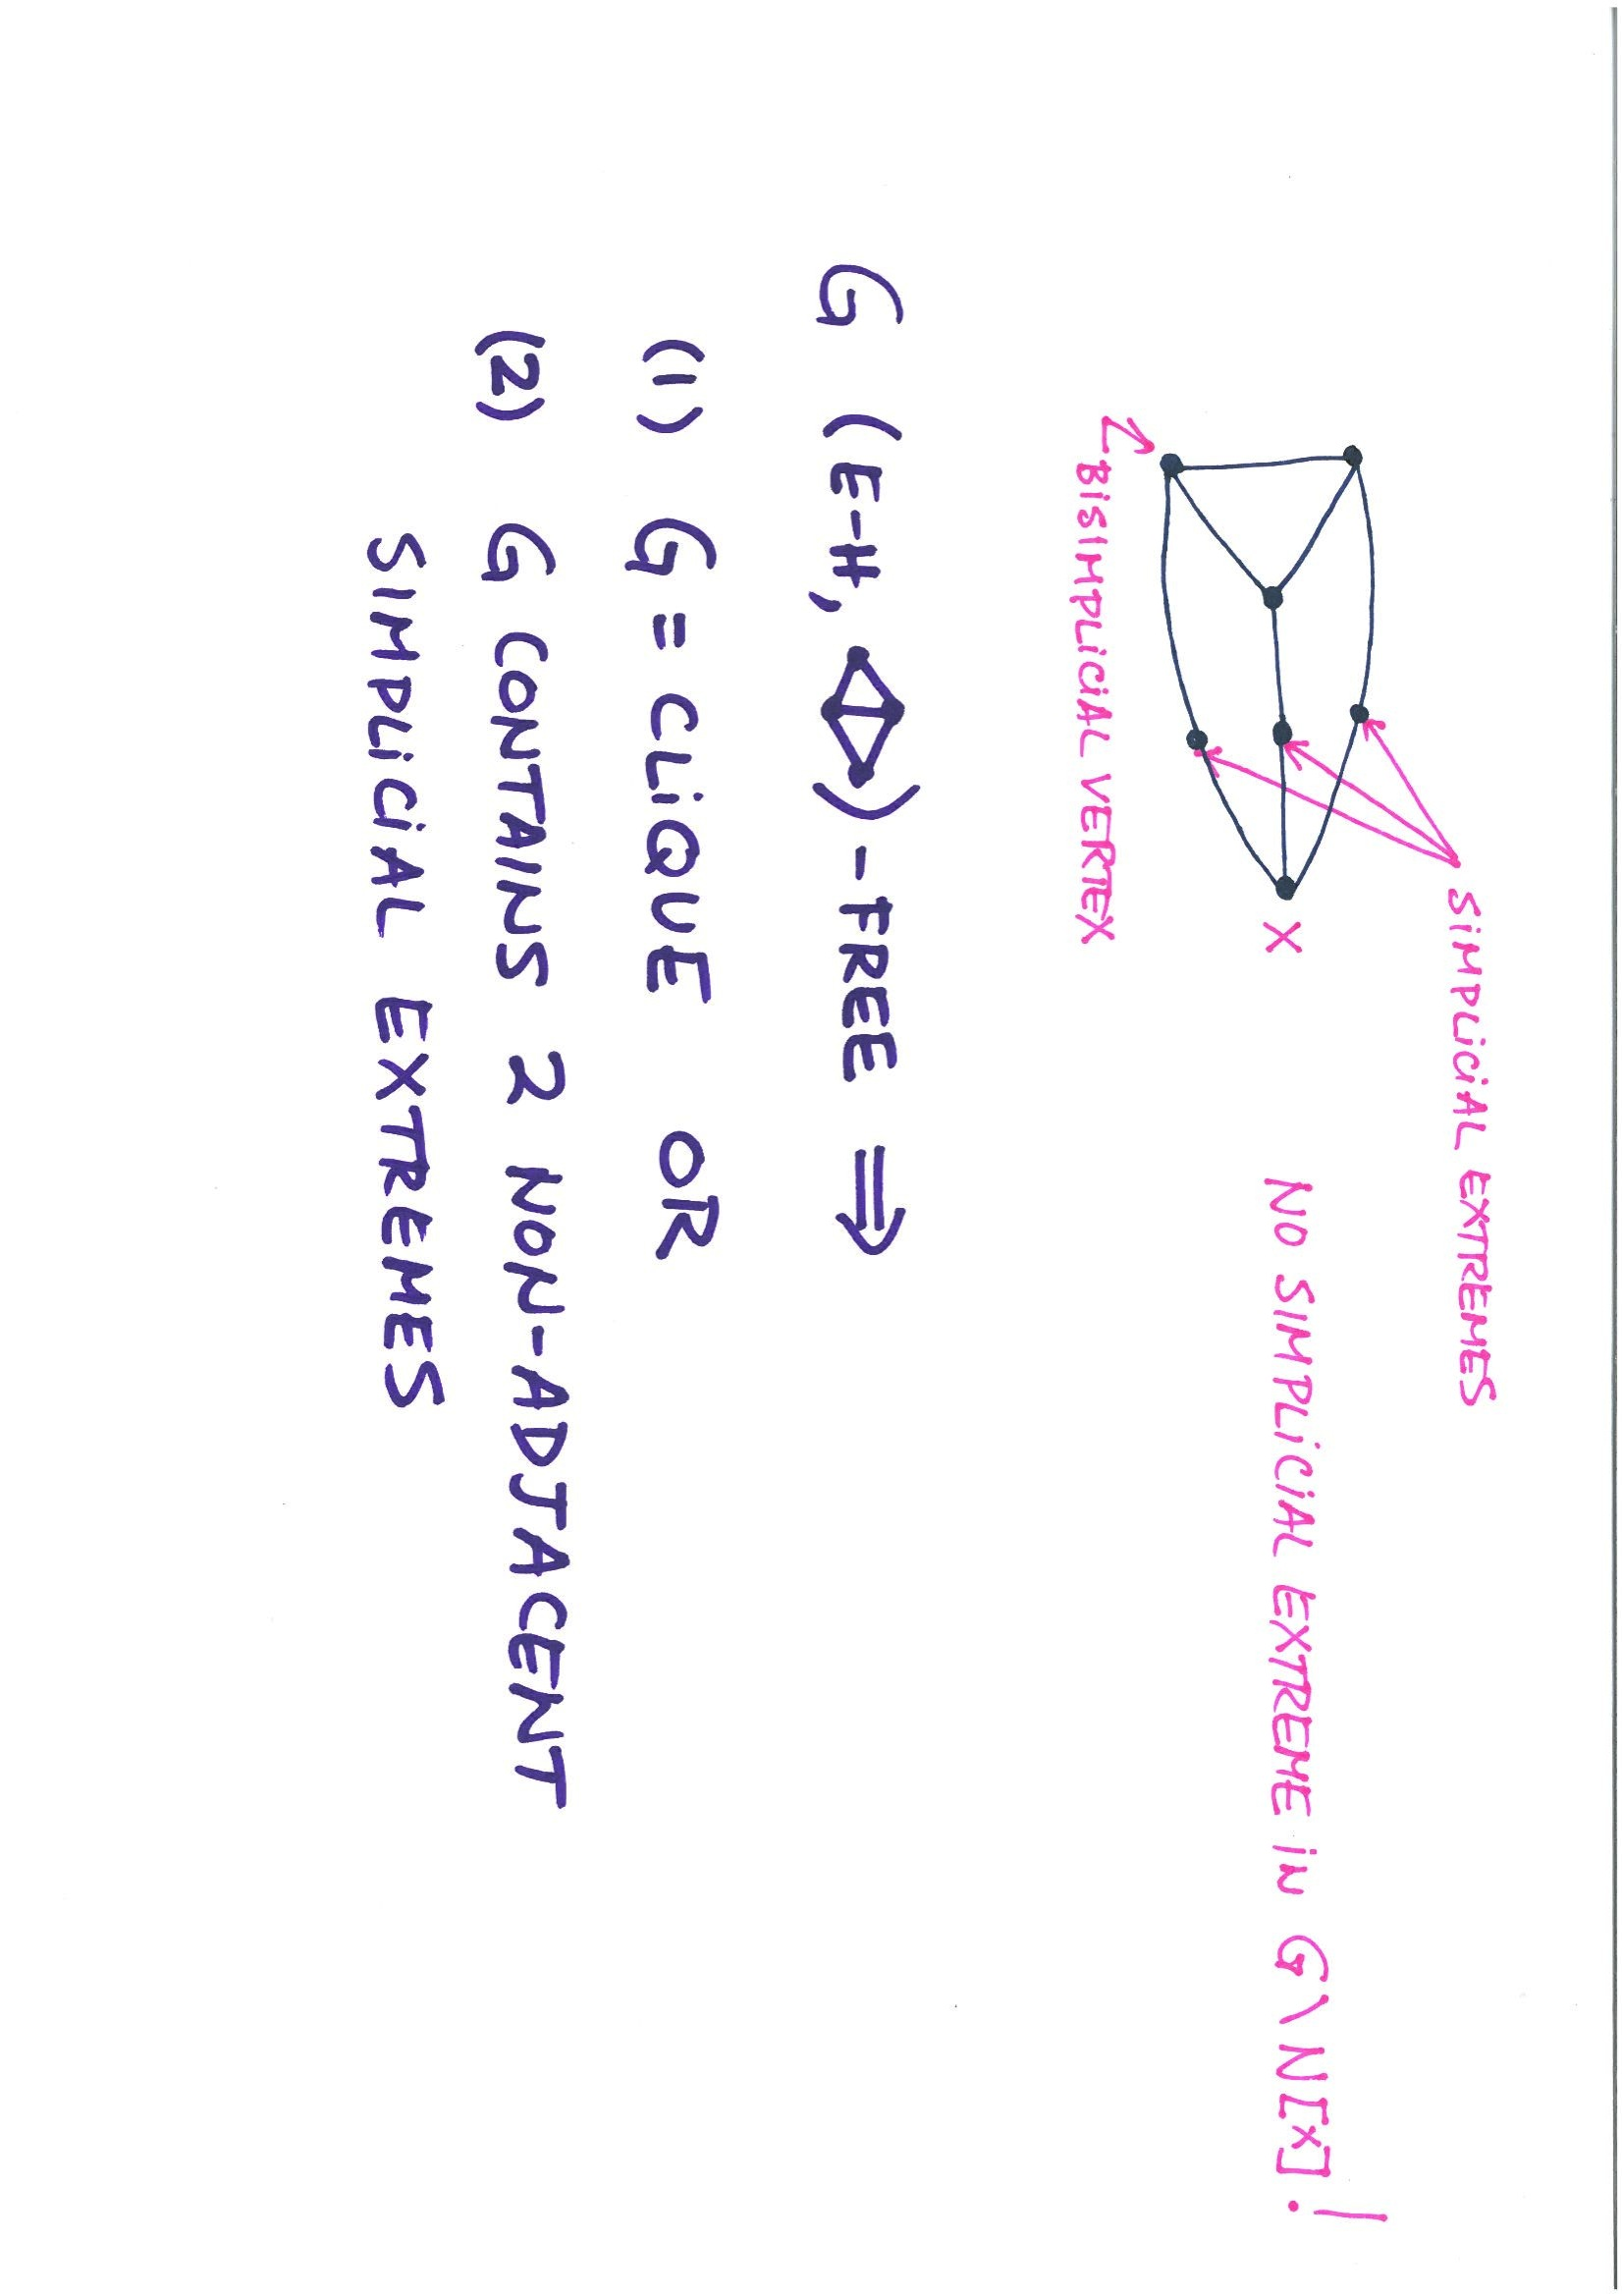 SIMPLICIAL EXTREMES
X
NO SIMPLICIAL EXTREME IN G \ N[X] !
BISIMPLICIAL VERTEX
G (E-H, )-FREE ⇒
(1) G = CLIQUE OR
(2) G CONTAINS 2 NON-ADJACENT
SIMPLICIAL EXTREMES